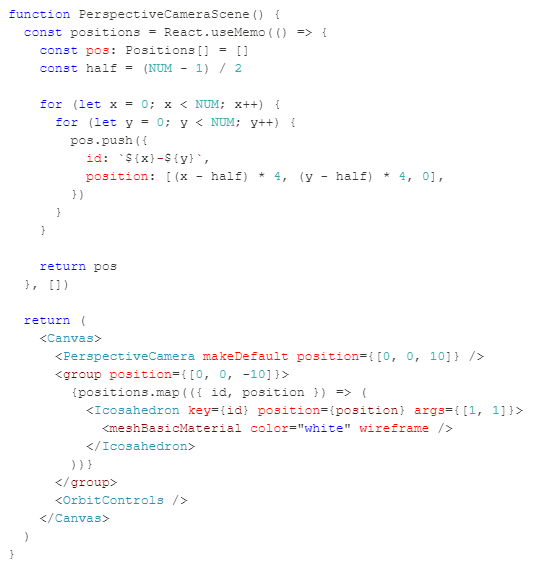 function PerspectiveCameraScene() {
  const positions = React.useMemo(() => {
    const pos: Positions[] = []
    const half = (NUM - 1) / 2

    for (let x = 0; x < NUM; x++) {
      for (let y = 0; y < NUM; y++) {
        pos.push({
          id: `${x}-${y}`,
          position: [(x - half) * 4, (y - half) * 4, 0],
        })
      }
    }

    return pos
  }, [])

  return (
    <Canvas>
      <PerspectiveCamera makeDefault position={[0, 0, 10]} />
      <group position={[0, 0, -10]}>
        {positions.map(({ id, position }) => (
          <Icosahedron key={id} position={position} args={[1, 1]}>
            <meshBasicMaterial color="white" wireframe />
          </Icosahedron>
        ))}
      </group>
      <OrbitControls />
    </Canvas>
  )
}